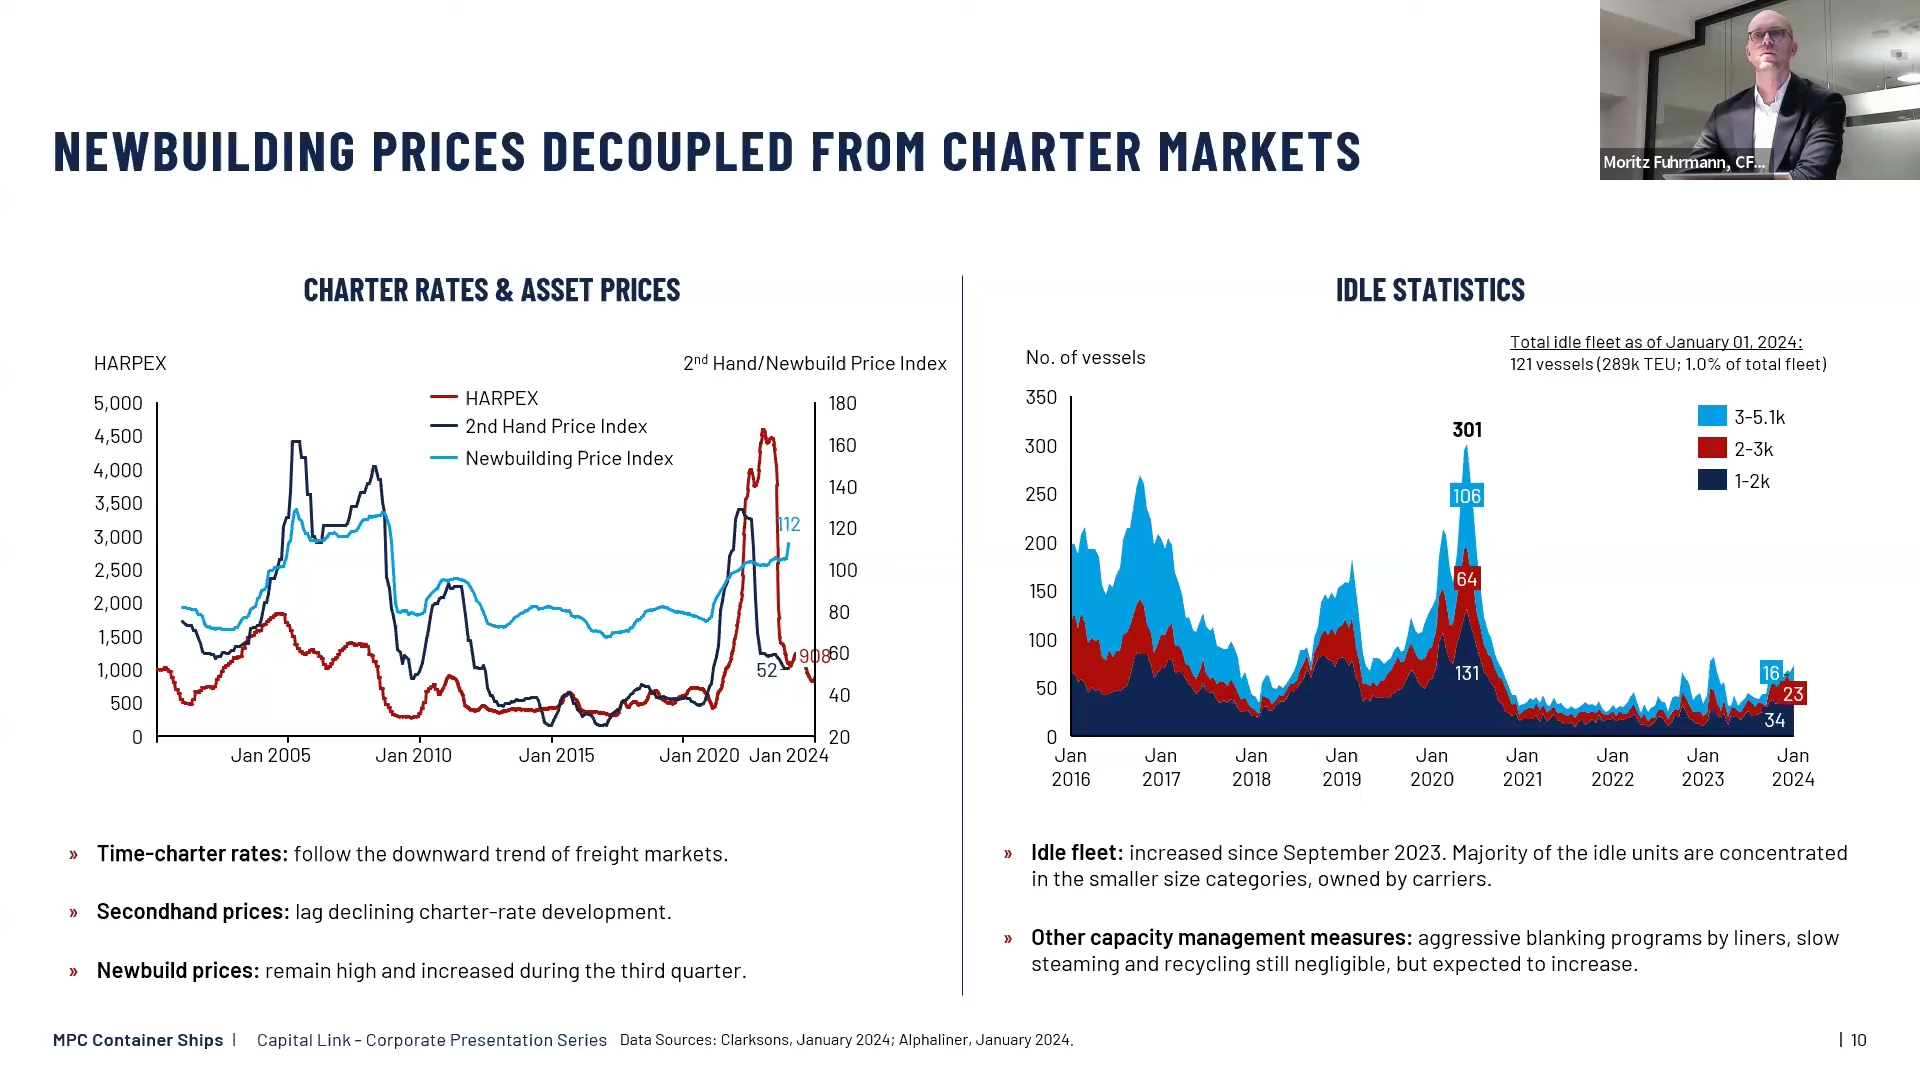 Moritz Fuhrmann, CF...
NEWBUILDING PRICES DECOUPLED FROM CHARTER MARKETS
CHARTER RATES & ASSET PRICES
HARPEX
2nd Hand/Newbuild Price Index
HARPEX
2nd Hand Price Index
Newbuilding Price Index
5,000
4,500
4,000
3,500
3,000
2,500
2,000
1,500
1,000
500
0
180
160
140
120
100
80
60
40
20
112
908
52
Jan 2005
Jan 2010
Jan 2015
Jan 2020
Jan 2024
» Time-charter rates: follow the downward trend of freight markets.
» Secondhand prices: lag declining charter-rate development.
» Newbuild prices: remain high and increased during the third quarter.
IDLE STATISTICS
No. of vessels
Total idle fleet as of January 01, 2024:
121 vessels (289k TEU; 1.0% of total fleet)
3-5.1k
2-3k
1-2k
350
300
250
200
150
100
50
0
301
106
64
131
16
23
34
Jan
2016
Jan
2017
Jan
2018
Jan
2019
Jan
2020
Jan
2021
Jan
2022
Jan
2023
Jan
2024
» Idle fleet: increased since September 2023. Majority of the idle units are concentrated
in the smaller size categories, owned by carriers.
» Other capacity management measures: aggressive blanking programs by liners, slow
steaming and recycling still negligible, but expected to increase.
MPC Container Ships | Capital Link – Corporate Presentation Series Data Sources: Clarksons, January 2024; Alphaliner, January 2024.
| 10